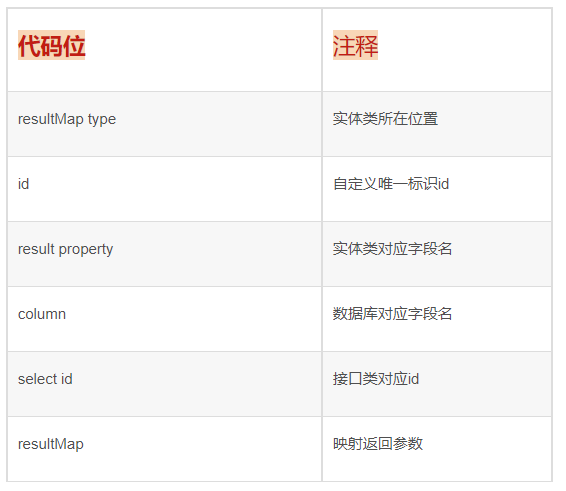 代码位 注释
resultMap type 实体类所在位置
id 自定义唯一标识id
result property 实体类对应字段名
column 数据库对应字段名
select id 接口类对应id
resultMap 映射返回参数